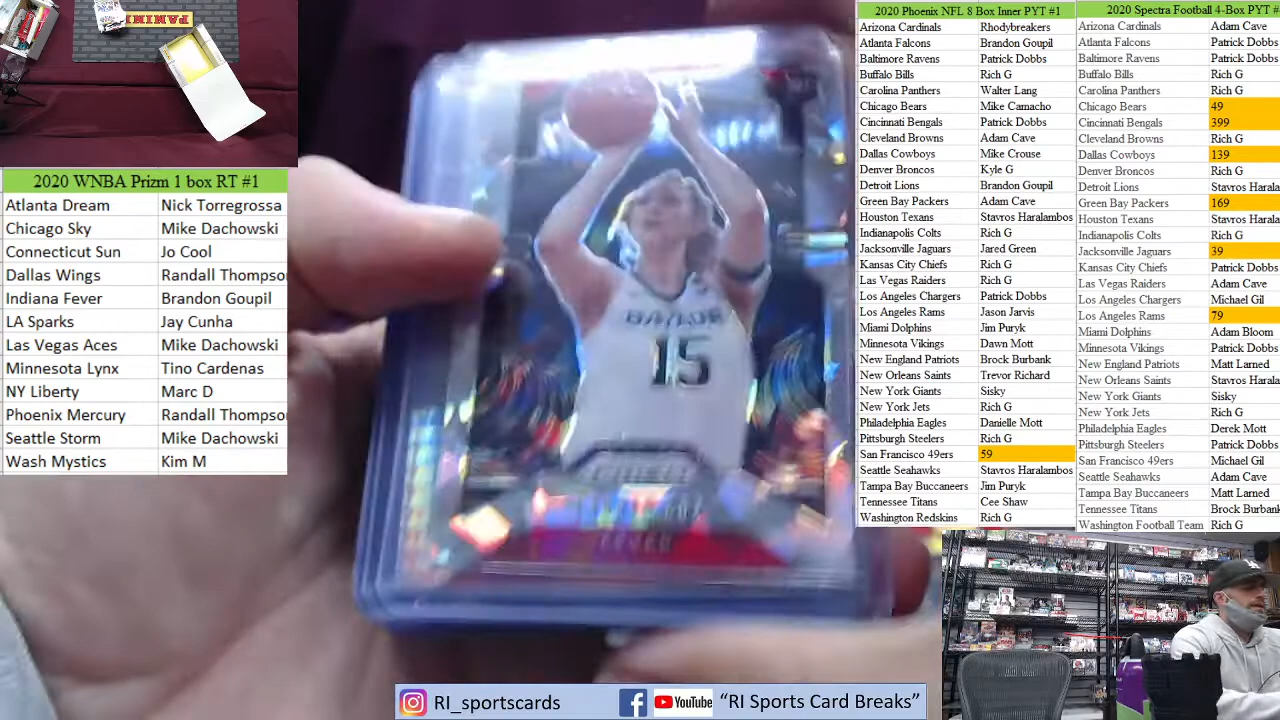 PANINI
2020 WNBA Prizm 1 box RT #1
Atlanta Dream Nick Torregrossa
Chicago Sky Mike Dachowski
Connecticut Sun Jo Cool
Dallas Wings Randall Thompso
Indiana Fever Brandon Goupil
LA Sparks Jay Cunha
Las Vegas Aces Mike Dachowski
Minnesota Lynx Tino Cardenas
NY Liberty Marc D
Phoenix Mercury Randall Thompso
Seattle Storm Mike Dachowski
Wash Mystics Kim M
BAYLOR
15
2020 Phoenix NFL 8 Box Inner PYT #1
Arizona Cardinals Rhodybreakers
Atlanta Falcons Brandon Goupil
Baltimore Ravens Patrick Dobbs
Buffalo Bills Rich G
Carolina Panthers Walter Lang
Chicago Bears Mike Camacho
Cincinnati Bengals Patrick Dobbs
Cleveland Browns Adam Cave
Dallas Cowboys Mike Crouse
Denver Broncos Kyle G
Detroit Lions Brandon Goupil
Green Bay Packers Adam Cave
Houston Texans Stavros Haralambos
Indianapolis Colts Rich G
Jacksonville Jaguars Jared Green
Kansas City Chiefs Rich G
Las Vegas Raiders Rich G
Los Angeles Chargers Patrick Dobbs
Los Angeles Rams Jason Jarvis
Miami Dolphins Jim Puryk
Minnesota Vikings Dawn Mott
New England Patriots Brock Burbank
New Orleans Saints Trevor Richard
New York Giants Sisky
New York Jets Rich G
Philadelphia Eagles Danielle Mott
Pittsburgh Steelers Rich G
San Francisco 49ers 59
Seattle Seahawks Stavros Haralambos
Tampa Bay Buccaneers Jim Puryk
Tennessee Titans Cee Shaw
Washington Redskins Rich G
2020 Spectra Football 4-Box PYT #
Arizona Cardinals Adam Cave
Atlanta Falcons Patrick Dobbs
Baltimore Ravens Patrick Dobbs
Buffalo Bills Rich G
Carolina Panthers Rich G
Chicago Bears 49
Cincinnati Bengals 399
Cleveland Browns Rich G
Dallas Cowboys 139
Denver Broncos Rich G
Detroit Lions Stavros Harala
Green Bay Packers 169
Houston Texans Stavros Harala
Indianapolis Colts Rich G
Jacksonville Jaguars 39
Kansas City Chiefs Patrick Dobbs
Las Vegas Raiders Adam Cave
Los Angeles Chargers Michael Gil
Los Angeles Rams 79
Miami Dolphins Adam Bloom
Minnesota Vikings Patrick Dobbs
New England Patriots Matt Larned
New Orleans Saints Stavros Harala
New York Giants Sisky
New York Jets Rich G
Philadelphia Eagles Derek Mott
Pittsburgh Steelers Patrick Dobbs
San Francisco 49ers Michael Gil
Seattle Seahawks Adam Cave
Tampa Bay Buccaneers Matt Larned
Tennessee Titans Brock Burbank
Washington Football Team Rich G
RI_sportscards YouTube “RI Sports Card Breaks”